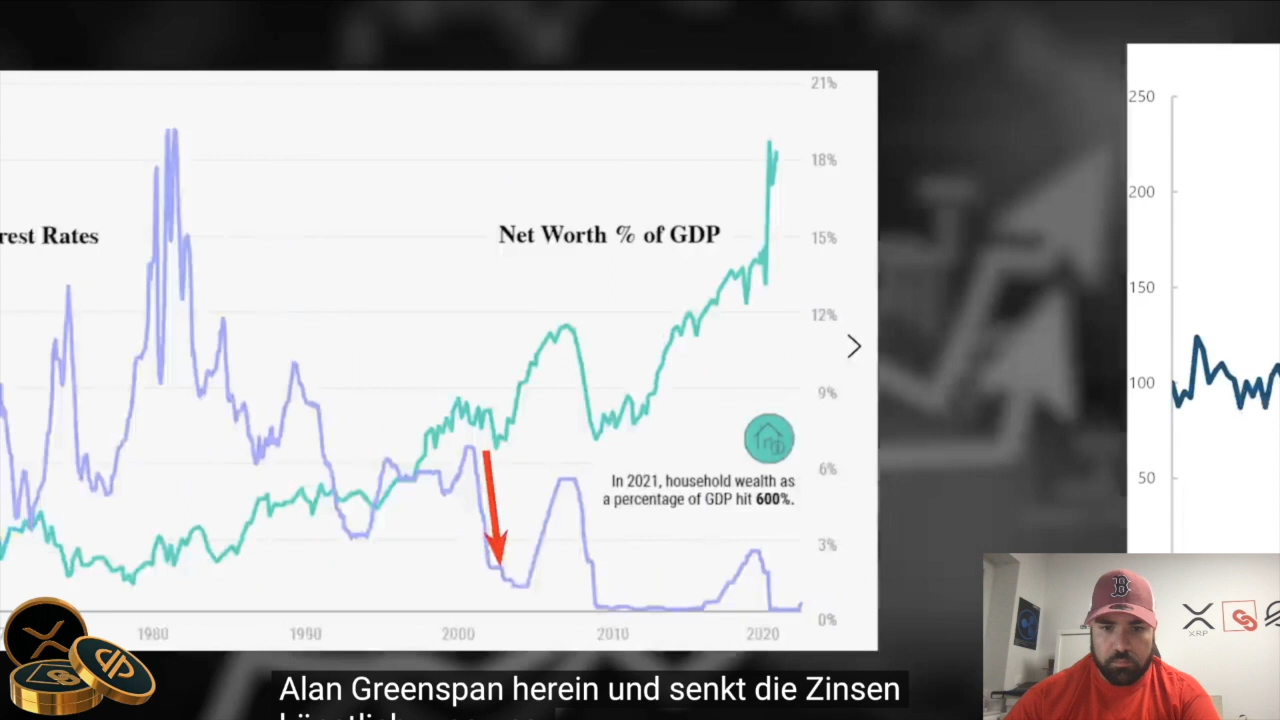 21%
18%
rest Rates
Net Worth % of GDP
15%
250
200
150
12%
9%
100
6%
In 2021, household wealth as
a percentage of GDP hit 600%.
50
3%
0%
1980
1990
2000
2010
2020
B
XRP
Alan Greenspan herein und senkt die Zinsen